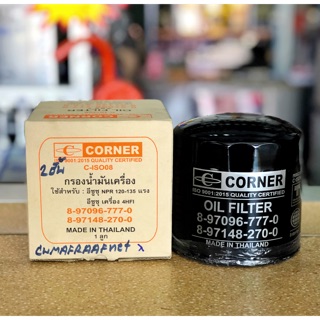 CORNER
ISO 9001:2015 QUALITY CERTIFIED
C-ISO08
กรองน้ำมันเครื่อง
ใช้สำหรับ : อีซูซุ NPR 120-135 แรง
อีซูซุ เครื่อง 4HF1
8-97096-777-0
8-97148-270-0
MADE IN THAILAND
1 ลูก
CORNER
ISO 9001:2015 QUALITY CERTIFIED
OIL FILTER
8-97096-777-0
8-97148-270-0
MADE IN THAILAND